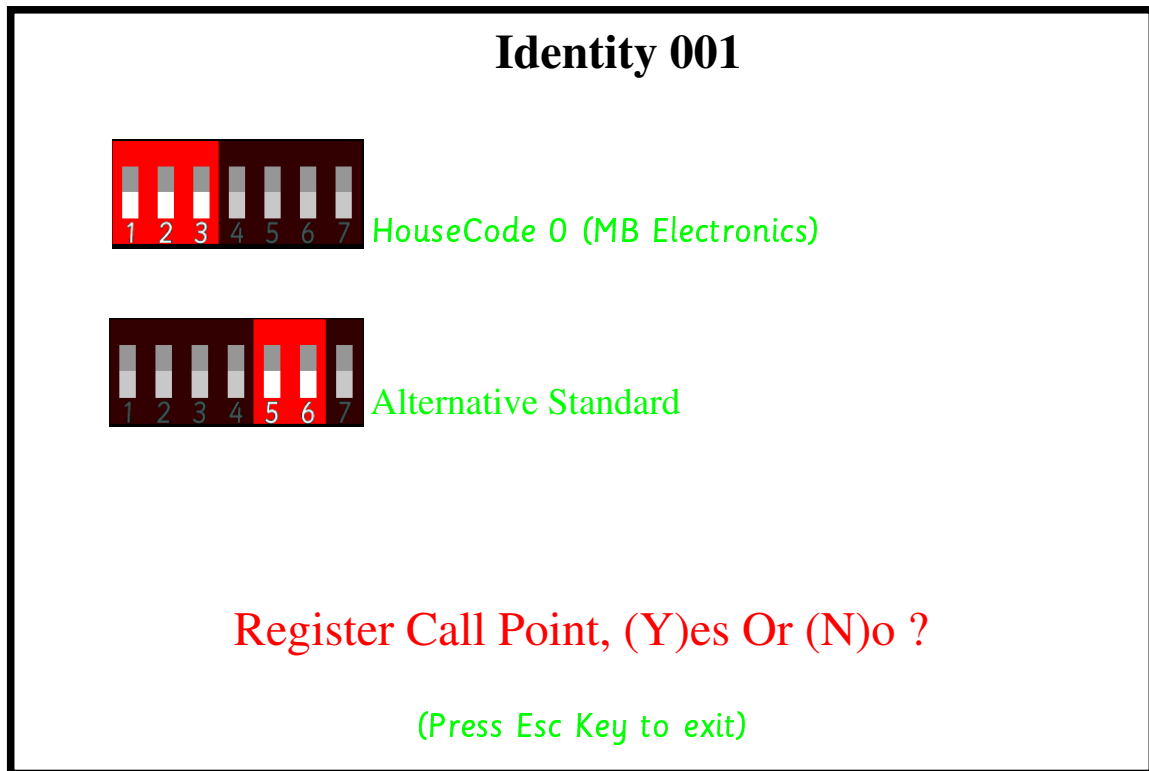 Identity 001
1 2 3 4 5 6 7 HouseCode 0 (MB Electronics)
1 2 3 4 5 6 7 Alternative Standard
Register Call Point, (Y)es Or (N)o ?
(Press Esc Key to exit)